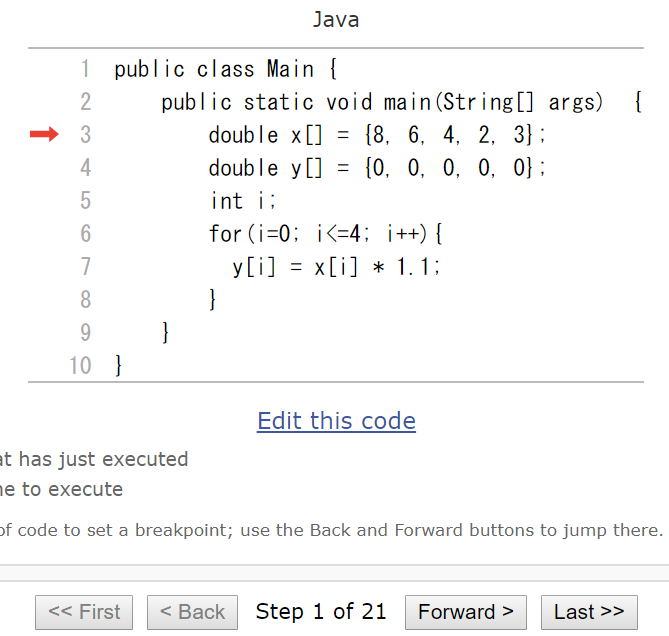 Java
1 public class Main {
2 public static void main(String[] args) {
3 double x[] = {8, 6, 4, 2, 3};
4 double y[] = {0, 0, 0, 0, 0};
5 int i;
6 for(i=0; i<=4; i++){
7 y[i] = x[i] * 1.1;
8 }
9 }
10 }
Edit this code
at has just executed
ne to execute
of code to set a breakpoint; use the Back and Forward buttons to jump there.
<< First < Back Step 1 of 21 Forward > Last >>